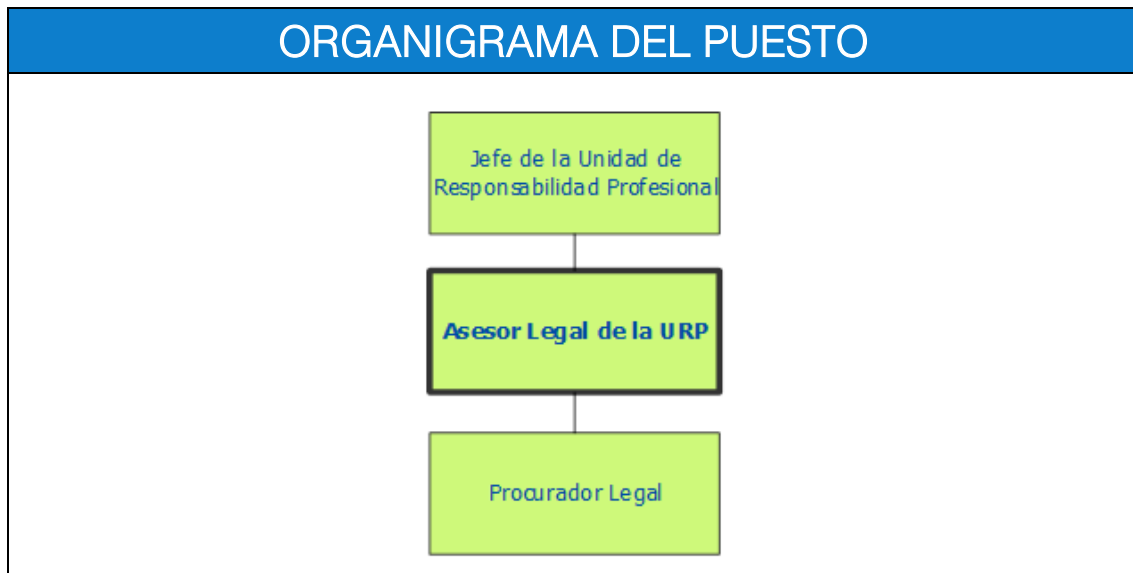 ORGANIGRAMA DEL PUESTO
Jefe de la Unidad de
Responsabilidad Profesional
Asesor Legal de la URP
Procurador Legal